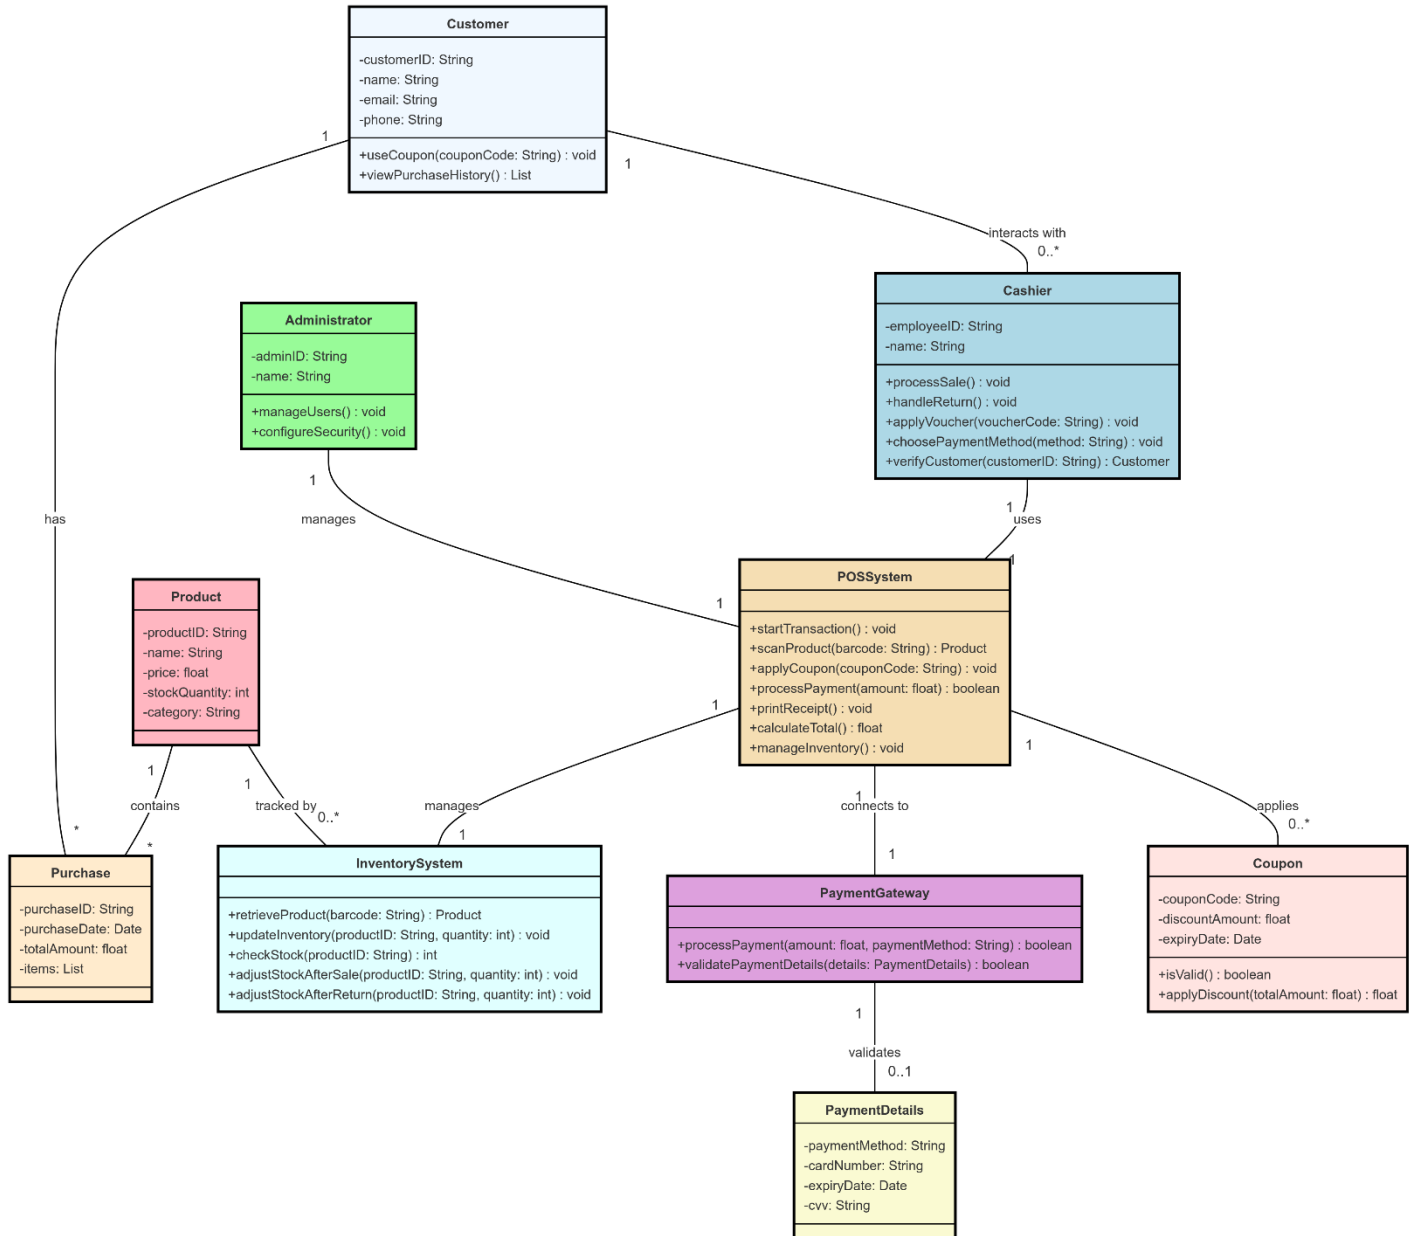 Customer
-customerID: String
-name: String
-email: String
-phone: String
+useCoupon(couponCode: String) : void
+viewPurchaseHistory() : List
1
1
interacts with
0..*
Cashier
-employeeID: String
-name: String
+processSale() : void
+handleReturn() : void
+applyVoucher(voucherCode: String) : void
+choosePaymentMethod(method: String) : void
+verifyCustomer(customerID: String) : Customer
Administrator
-adminID: String
-name: String
+manageUsers() : void
+configureSecurity() : void
1
manages
1
has
1
uses
1
POSSystem
+startTransaction() : void
+scanProduct(barcode: String) : Product
+applyCoupon(couponCode: String) : void
+processPayment(amount: float) : boolean
+printReceipt() : void
+calculateTotal() : float
+manageInventory() : void
Product
-productID: String
-name: String
-price: float
-stockQuantity: int
-category: String
1
contains
*
1
tracked by
0..*
1
manages
1
1
connects to
1
1
applies
0..*
*
Purchase
-purchaseID: String
-purchaseDate: Date
-totalAmount: float
-items: List
InventorySystem
+retrieveProduct(barcode: String) : Product
+updateInventory(productID: String, quantity: int) : void
+checkStock(productID: String) : int
+adjustStockAfterSale(productID: String, quantity: int) : void
+adjustStockAfterReturn(productID: String, quantity: int) : void
PaymentGateway
+processPayment(amount: float, paymentMethod: String) : boolean
+validatePaymentDetails(details: PaymentDetails) : boolean
Coupon
-couponCode: String
-discountAmount: float
-expiryDate: Date
+isValid() : boolean
+applyDiscount(totalAmount: float) : float
1
validates
0..1
PaymentDetails
-paymentMethod: String
-cardNumber: String
-expiryDate: Date
-cvv: String